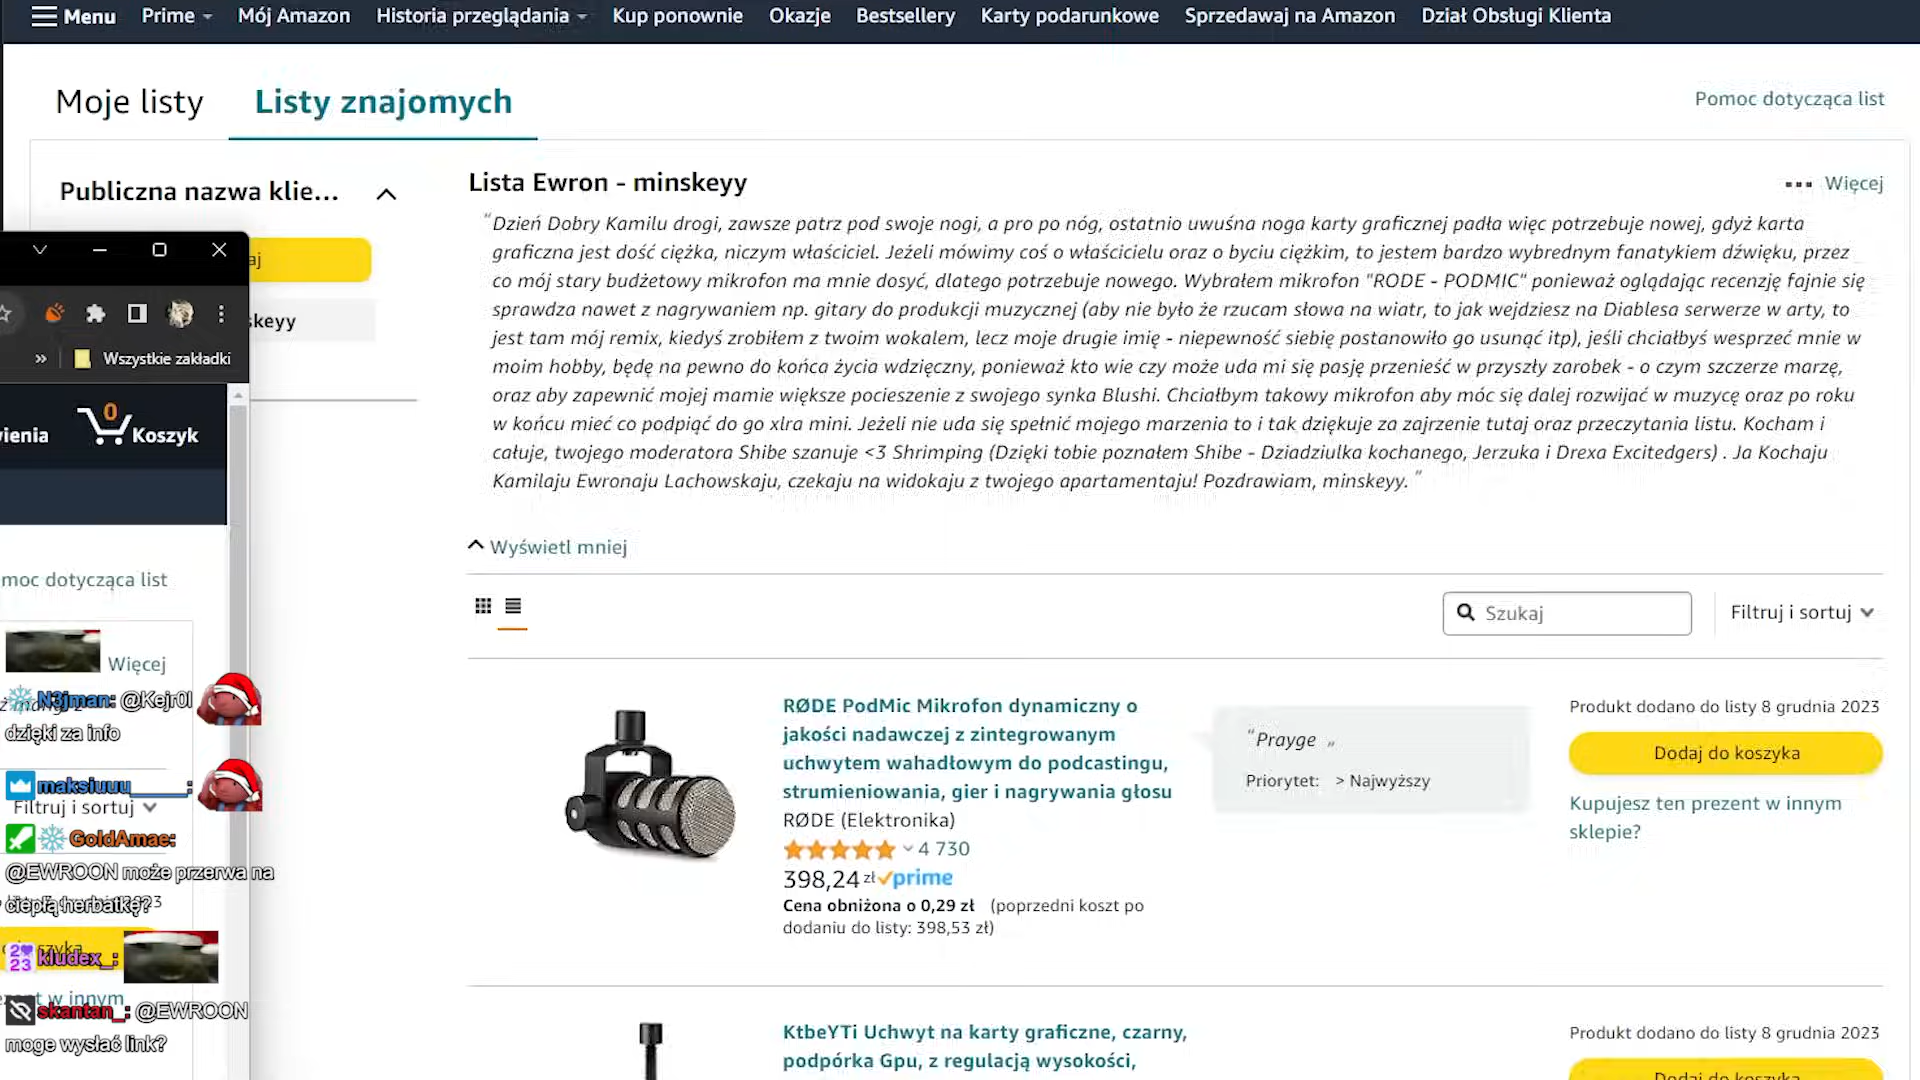 Menu Prime Mój Amazon Historia przeglądania Kup ponownie Okazje Bestsellery Karty podarunkowe Sprzedawaj na Amazon Dział Obsługi Klienta
Moje listy Listy znajomych
Pomoc dotycząca list
Publiczna nazwa klie...
Lista Ewron - minskeyy
Więcej
"Dzień Dobry Kamilu drogi, zawsze patrz pod swoje nogi, a pro po nóg, ostatnio uwuśna noga karty graficznej padła więc potrzebuje nowej, gdyż karta
graficzna jest dość ciężka, niczym właściciel. Jeżeli mówimy coś o właścicielu oraz o byciu ciężkim, to jestem bardzo wybrednym fanatykiem dźwięku, przez
co mój stary budżetowy mikrofon ma mnie dosyć, dlatego potrzebuje nowego. Wybrałem mikrofon "RODE - PODMIC" ponieważ oglądając recenzję fajnie się
sprawdza nawet z nagrywaniem np. gitary do produkcji muzycznej (aby nie było że rzucam słowa na wiatr, to jak wejdziesz na Diablesa serwerze w arty, to
jest tam mój remix, kiedyś zrobiłem z twoim wokalem, lecz moje drugie imię - niepewność siebię postanowiło go usunąć itp), jeśli chciałbyś wesprzeć mnie w
moim hobby, będę na pewno do końca życia wdzięczny, ponieważ kto wie czy może uda mi się pasję przenieść w przyszły zarobek - o czym szczerze marzę,
oraz aby zapewnić mojej mamie większe pocieszenie z swojego synka Blushi. Chciałbym takowy mikrofon aby móc się dalej rozwijać w muzycę oraz po roku
w końcu mieć co podpiąć do go xlra mini. Jeżeli nie uda się spełnić mojego marzenia to i tak dziękuje za zajrzenie tutaj oraz przeczytania listu. Kocham i
całuje, twojego moderatora Shibe szanuje <3 Shrimping (Dzięki tobie poznałem Shibe - Dziadziulka kochanego, Jerzuka i Drexa Excitedgers) . Ja Kochaju
Kamilaju Ewronaju Lachowskaju, czekaju na widokaju z twojego apartamentaju! Pozdrawiam, minskeyy. "
Wyświetl mniej
Szukaj
Filtruj i sortuj
RØDE PodMic Mikrofon dynamiczny o
jakości nadawczej z zintegrowanym
uchwytem wahadłowym do podcastingu,
strumieniowania, gier i nagrywania głosu
RØDE (Elektronika)
4 730
398,24 zł prime
Cena obniżona o 0,29 zł (poprzedni koszt po
dodaniu do listy: 398,53 zł)
"Prayge „
Priorytet: > Najwyższy
Produkt dodano do listy 8 grudnia 2023
Dodaj do koszyka
Kupujesz ten prezent w innym
sklepie?
KtbeYTi Uchwyt na karty graficzne, czarny,
podpórka Gpu, z regulacją wysokości,
Produkt dodano do listy 8 grudnia 2023
Dodaj do koszyka
aj
skeyy
» Wszystkie zakładki
vienia 0 Koszyk
moc dotycząca list
Więcej
N3jman: @Kejr0l
dzięki za info
maksiuuu_____:
Filtruj i sortuj
GoldAmae:
@EWROON może przerwa na
ciepłą herbatkę?
kludex_:
w innym
skantan_: @EWROON
moge wysłać link?